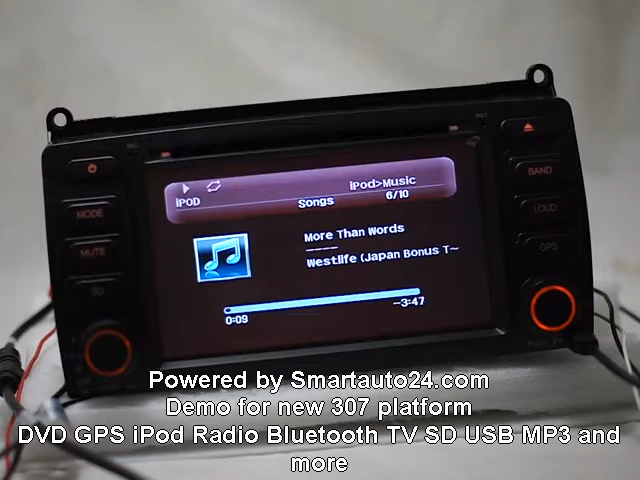 MIC
RST
BAND
MODE
LOUD
MUTE
GPS
SD
iPOD
iPod>Music
Songs
6/10
More Than Words
----
Westlife (Japan Bonus T~
0:09
-3:47
Powered by Smartauto24.com
Demo for new 307 platform
DVD GPS iPod Radio Bluetooth TV SD USB MP3 and
more